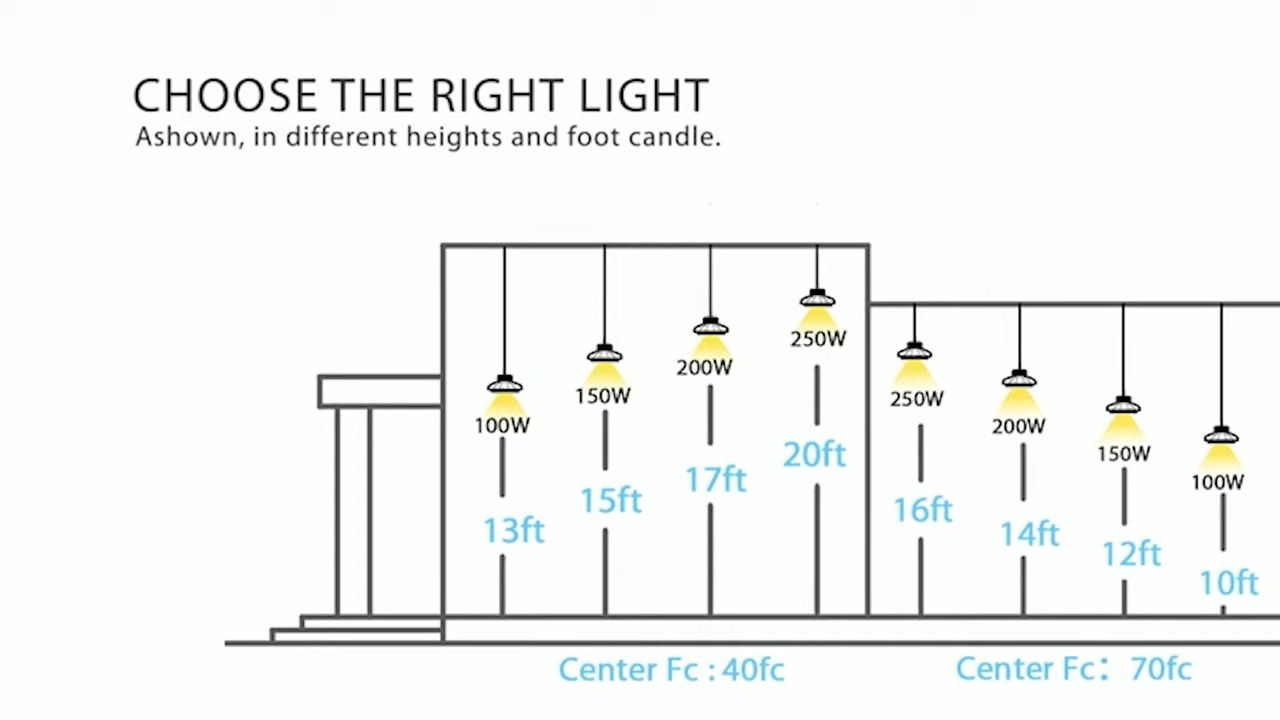 CHOOSE THE RIGHT LIGHT
Ashown, in different heights and foot candle.
100W
150W
200W
250W
250W
200W
150W
100W
13ft
15ft
17ft
20ft
16ft
14ft
12ft
10ft
Center Fc : 40fc
Center Fc： 70fc